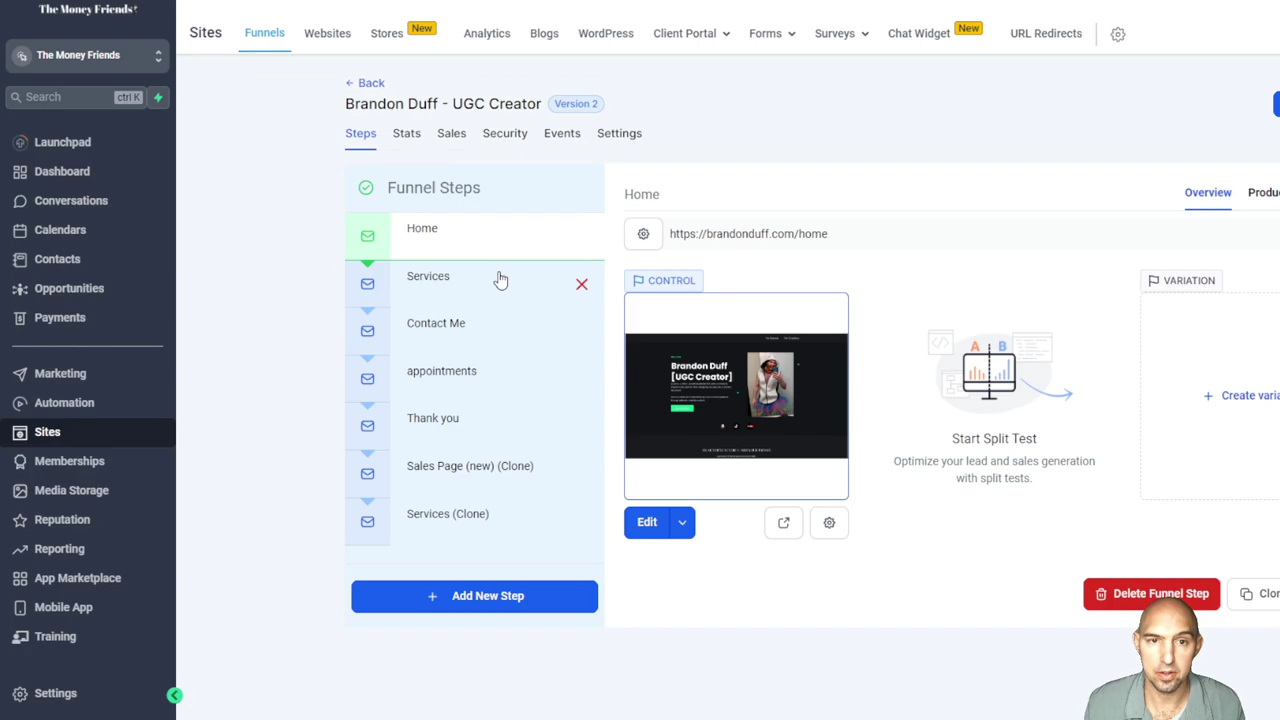 The Money Friends
The Money Friends
Search
ctrl K
Launchpad
Dashboard
Conversations
Calendars
Contacts
Opportunities
Payments
Marketing
Automation
Sites
Memberships
Media Storage
Reputation
Reporting
App Marketplace
Mobile App
Training
Settings
Sites
Funnels
Websites
Stores
New
Analytics
Blogs
WordPress
Client Portal
Forms
Surveys
Chat Widget
New
URL Redirects
← Back
Brandon Duff - UGC Creator
Version 2
Steps
Stats
Sales
Security
Events
Settings
Funnel Steps
Home
Services
Contact Me
appointments
Thank you
Sales Page (new) (Clone)
Services (Clone)
+ Add New Step
Home
Overview
Produ
https://brandonduff.com/home
CONTROL
Brandon Duff
[UGC Creator]
Edit
A B
Start Split Test
Optimize your lead and sales generation
with split tests.
VARIATION
+ Create varia
Delete Funnel Step
Clon